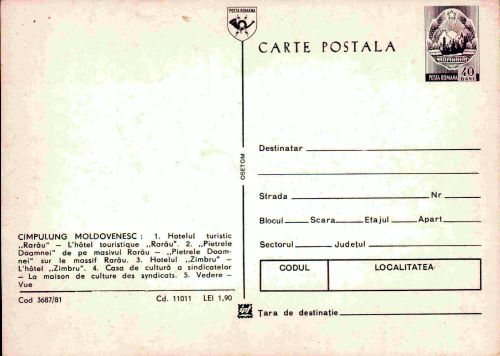 POSTA ROMANA
CARTE POSTALA
ROMANIA
POSTA ROMANA
40
BANI
Destinatar
OSETCM
Strada Nr
Blocul Scara Etajul Apart
Sectorul Județul
CODUL LOCALITATEA
Țara de destinație
CIMPULUNG MOLDOVENESC : 1. Hotelul turistic
,,Rarău" – L'hôtel touristique ,,Rarău". 2. ,,Pietrele
Doamnei" de pe masivul Rarău – ,,Pietrele Doam-
nei" sur le massif Rarău. 3. Hotelul ,,Zimbru" –
L'hôtel ,,Zimbru". 4. Casa de cultură a sindicatelor
– La maison de culture des syndicats. 5. Vedere –
Vue
Cod 3687/81 Cd. 11011 LEI 1,90